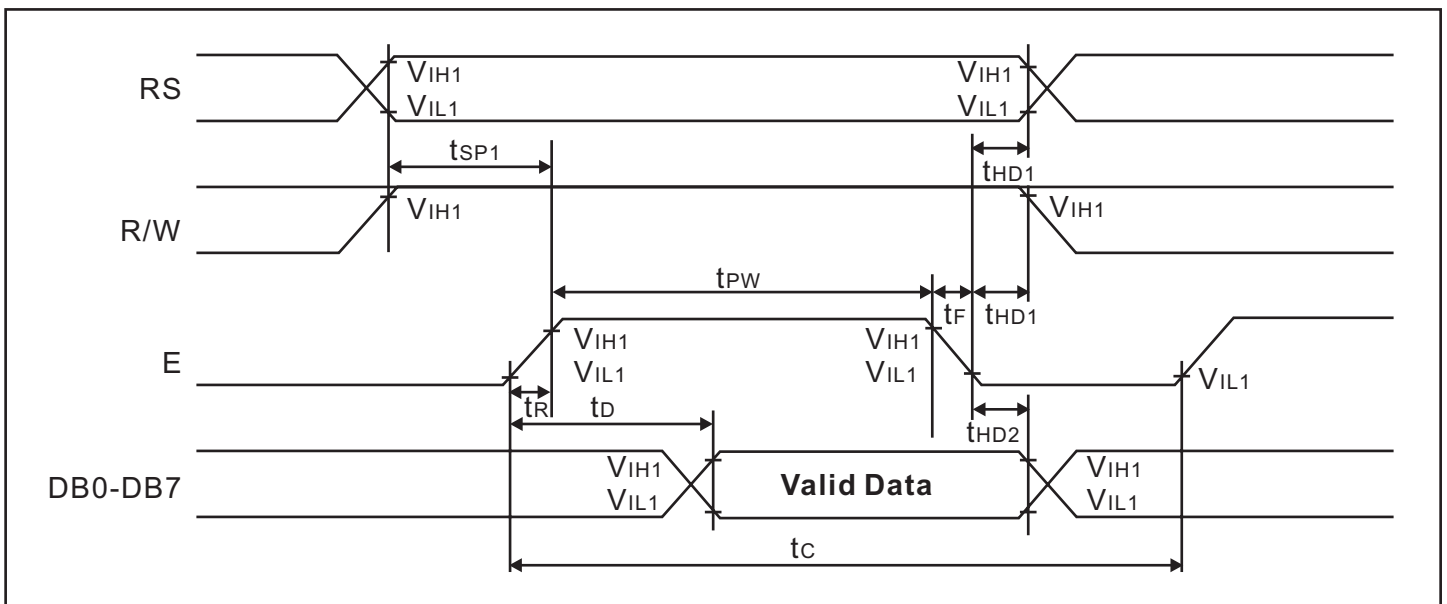 RS
VIH1
VIH1
VIL1
VIL1
tSP1
tHD1
R/W
VIH1
VIH1
tPW
tF
tHD1
E
VIH1
VIH1
VIL1
VIL1
VIL1
tR
tD
tHD2
DB0-DB7
VIH1
Valid Data
VIH1
VIL1
VIL1
tC